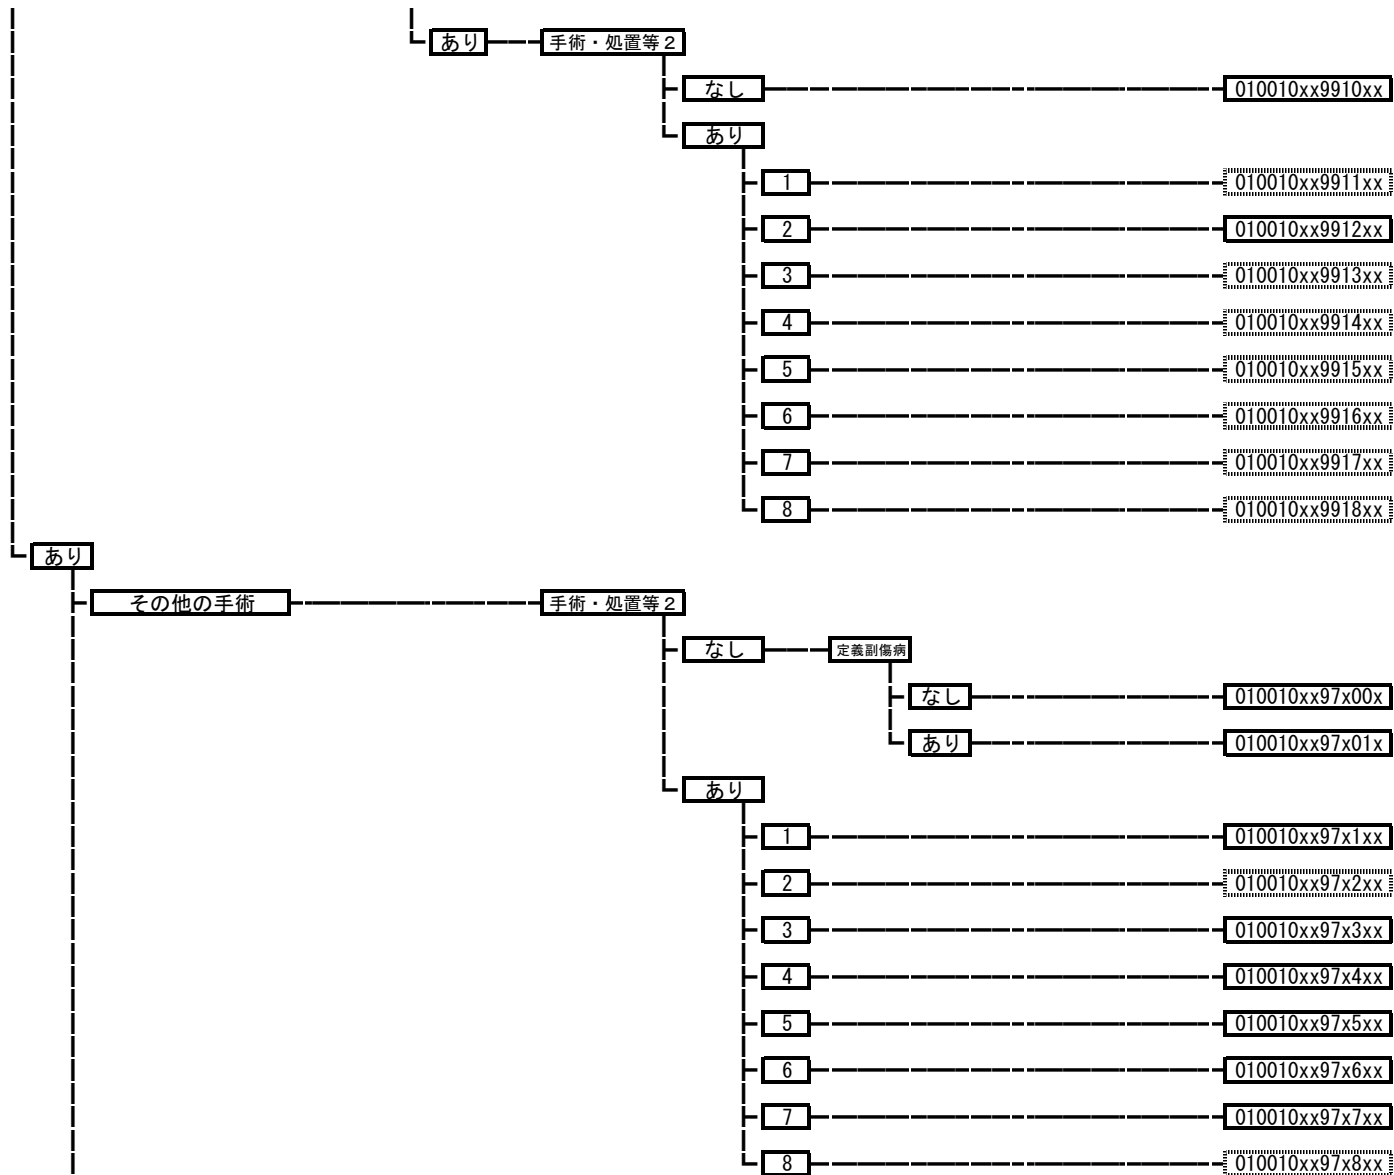 あり 手術・処置等２
なし 010010xx9910xx
あり
1 010010xx9911xx
2 010010xx9912xx
3 010010xx9913xx
4 010010xx9914xx
5 010010xx9915xx
6 010010xx9916xx
7 010010xx9917xx
8 010010xx9918xx
あり
その他の手術 手術・処置等２
なし 定義副傷病
なし 010010xx97x00x
あり 010010xx97x01x
あり
1 010010xx97x1xx
2 010010xx97x2xx
3 010010xx97x3xx
4 010010xx97x4xx
5 010010xx97x5xx
6 010010xx97x6xx
7 010010xx97x7xx
8 010010xx97x8xx